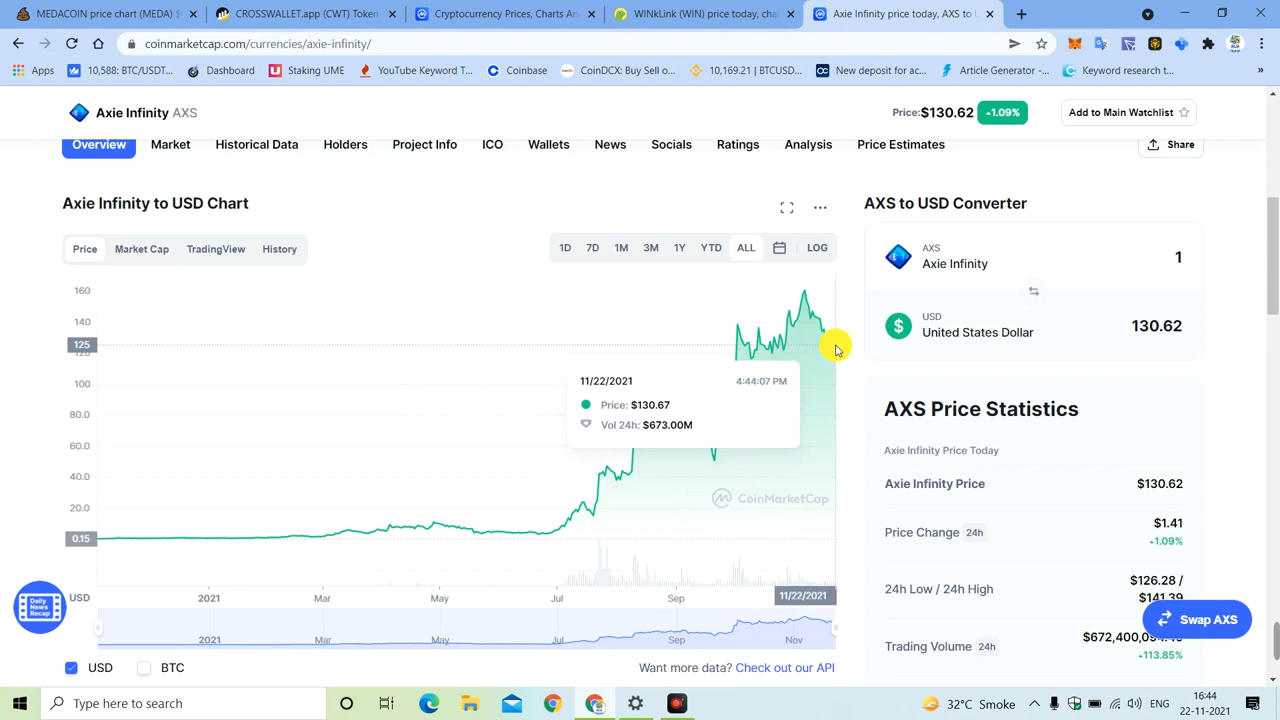 MEDACOIN price (MEDA) $
CROSSWALLET.app (CWT) Token
Cryptocurrency Prices, Charts An
WINkLink (WIN) price today, cha
Axie Infinity price today, AXS to U
coinmarketcap.com/currencies/axie-infinity/
Apps
10,588: BTC/USDT...
Dashboard
Staking UME
YouTube Keyword T...
Coinbase
CoinDCX: Buy sel o...
10,169.21 | BTCUSD...
New deposit for ac...
Article Generator -...
Keyword research t...
»
Axie Infinity AXS
Price:$130.62
1.09%
Add to Main Watchlist
Overview
Market
Historical Data
Holders
Project Info
ICO
Wallets
News
Socials
Ratings
Analysis
Price Estimates
Share
Axie Infinity to USD Chart
AXS to USD Converter
Price
Market Cap
TradingView
History
1D
7D
1M
3M
1Y
YTD
ALL
LOG
AXS
Axie Infinity
1
USD
United States Dollar
130.62
160
140
125
120
100
80.0
60.0
40.0
20.0
0.15
11/22/2021
4:44:07 PM
Price: $130.67
Vol 24h: $673.00M
CoinMarketCap
USD
2021
Mar
May
Jul
Sep
11/22/2021
2021
Mar
May
Jul
Sep
Nov
USD
BTC
Want more data? Check out our API
AXS Price Statistics
Axie Infinity Price Today
Axie Infinity Price
$130.62
Price Change 24h
$1.41
1.09%
24h Low / 24h High
$126.28 /
$141.39
Trading Volume 24h
113.85%
Swap AXS
Daily
News
Recap
Type here to search
32°C Smoke
ENG
16:44
22-11-2021